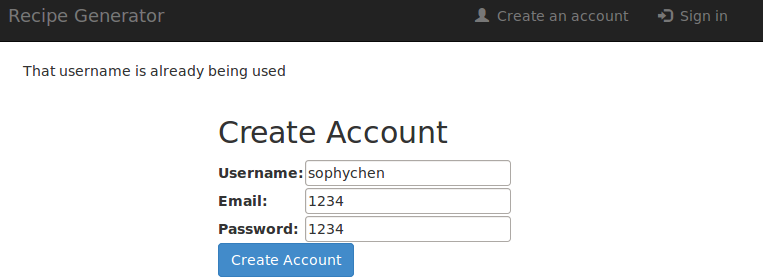 Recipe Generator Create an account Sign in
That username is already being used
Create Account
Username: sophychen
Email: 1234
Password: 1234
Create Account